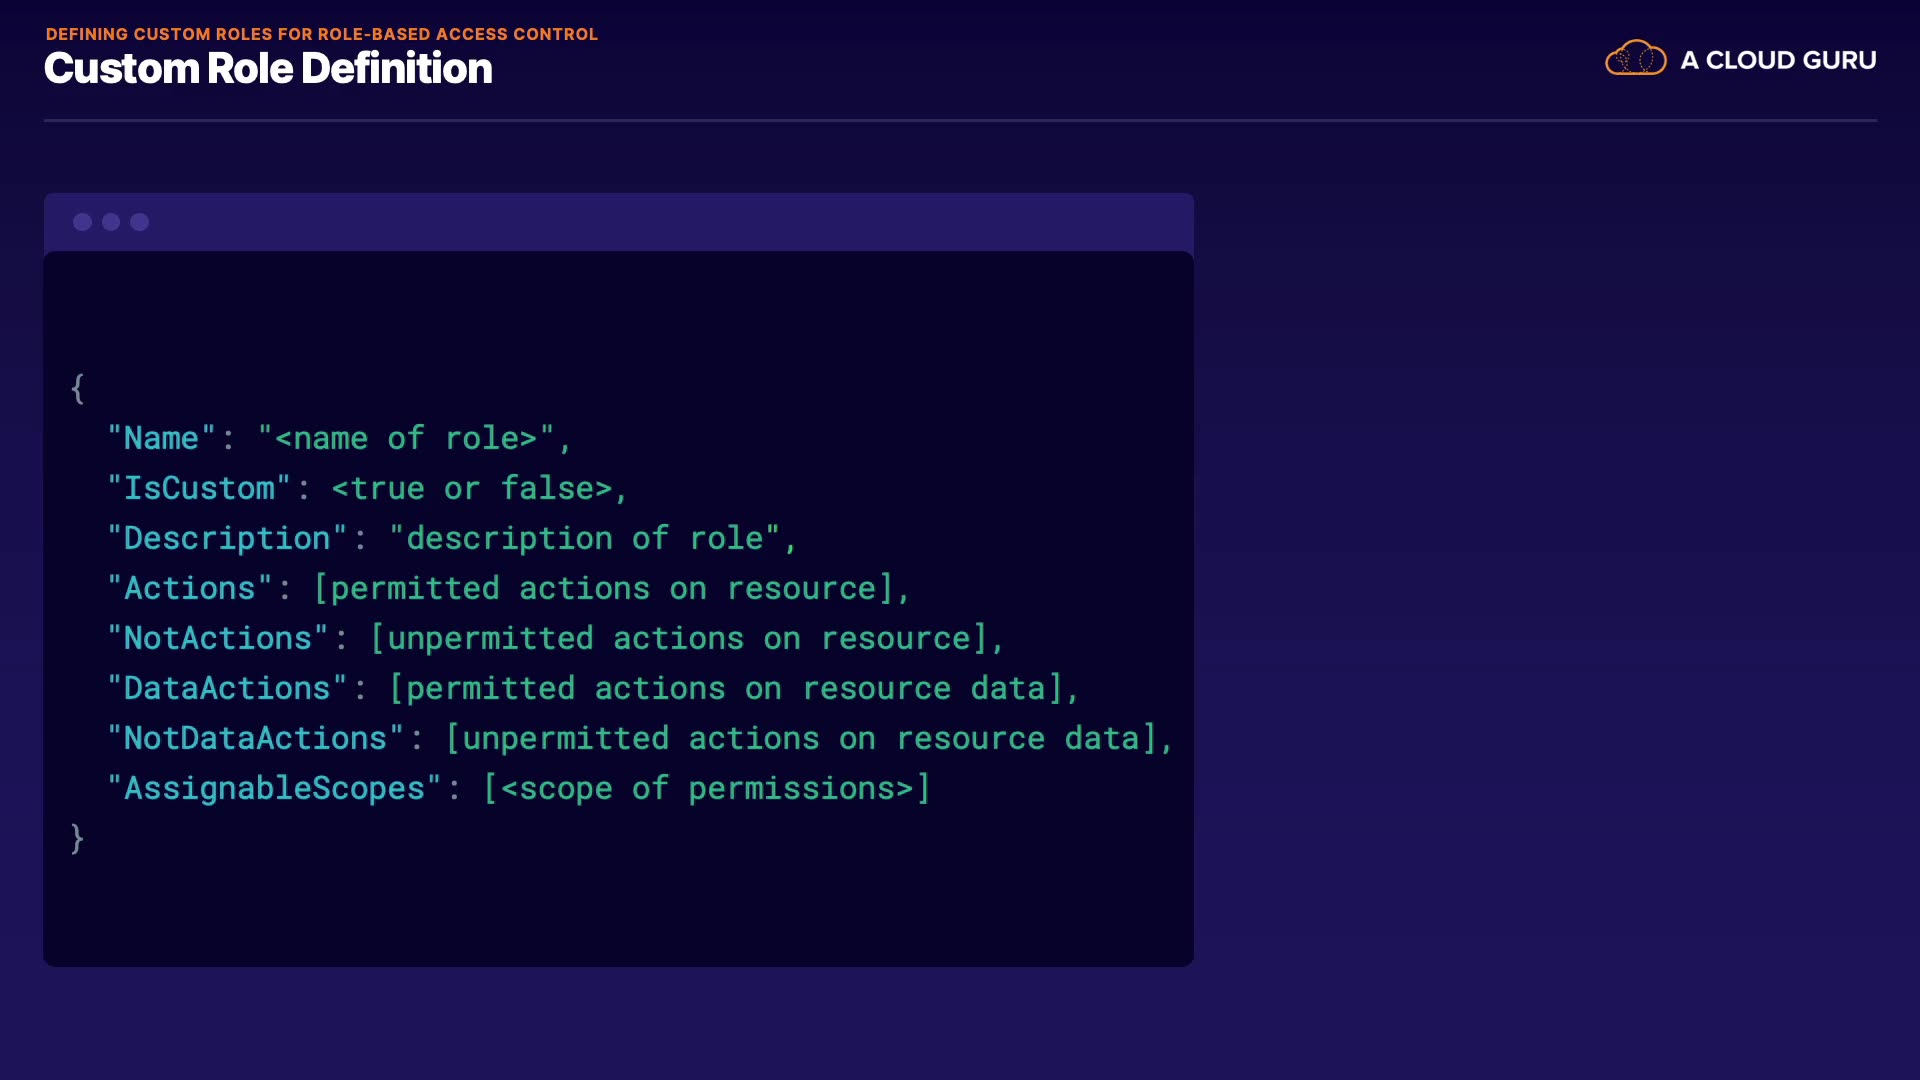 DEFINING CUSTOM ROLES FOR ROLE-BASED ACCESS CONTROL
Custom Role Definition
A CLOUD GURU
{
"Name": "<name of role>",
"IsCustom": <true or false>,
"Description": "description of role",
"Actions": [permitted actions on resource],
"NotActions": [unpermitted actions on resource],
"DataActions": [permitted actions on resource data],
"NotDataActions": [unpermitted actions on resource data],
"AssignableScopes": [<scope of permissions>]
}